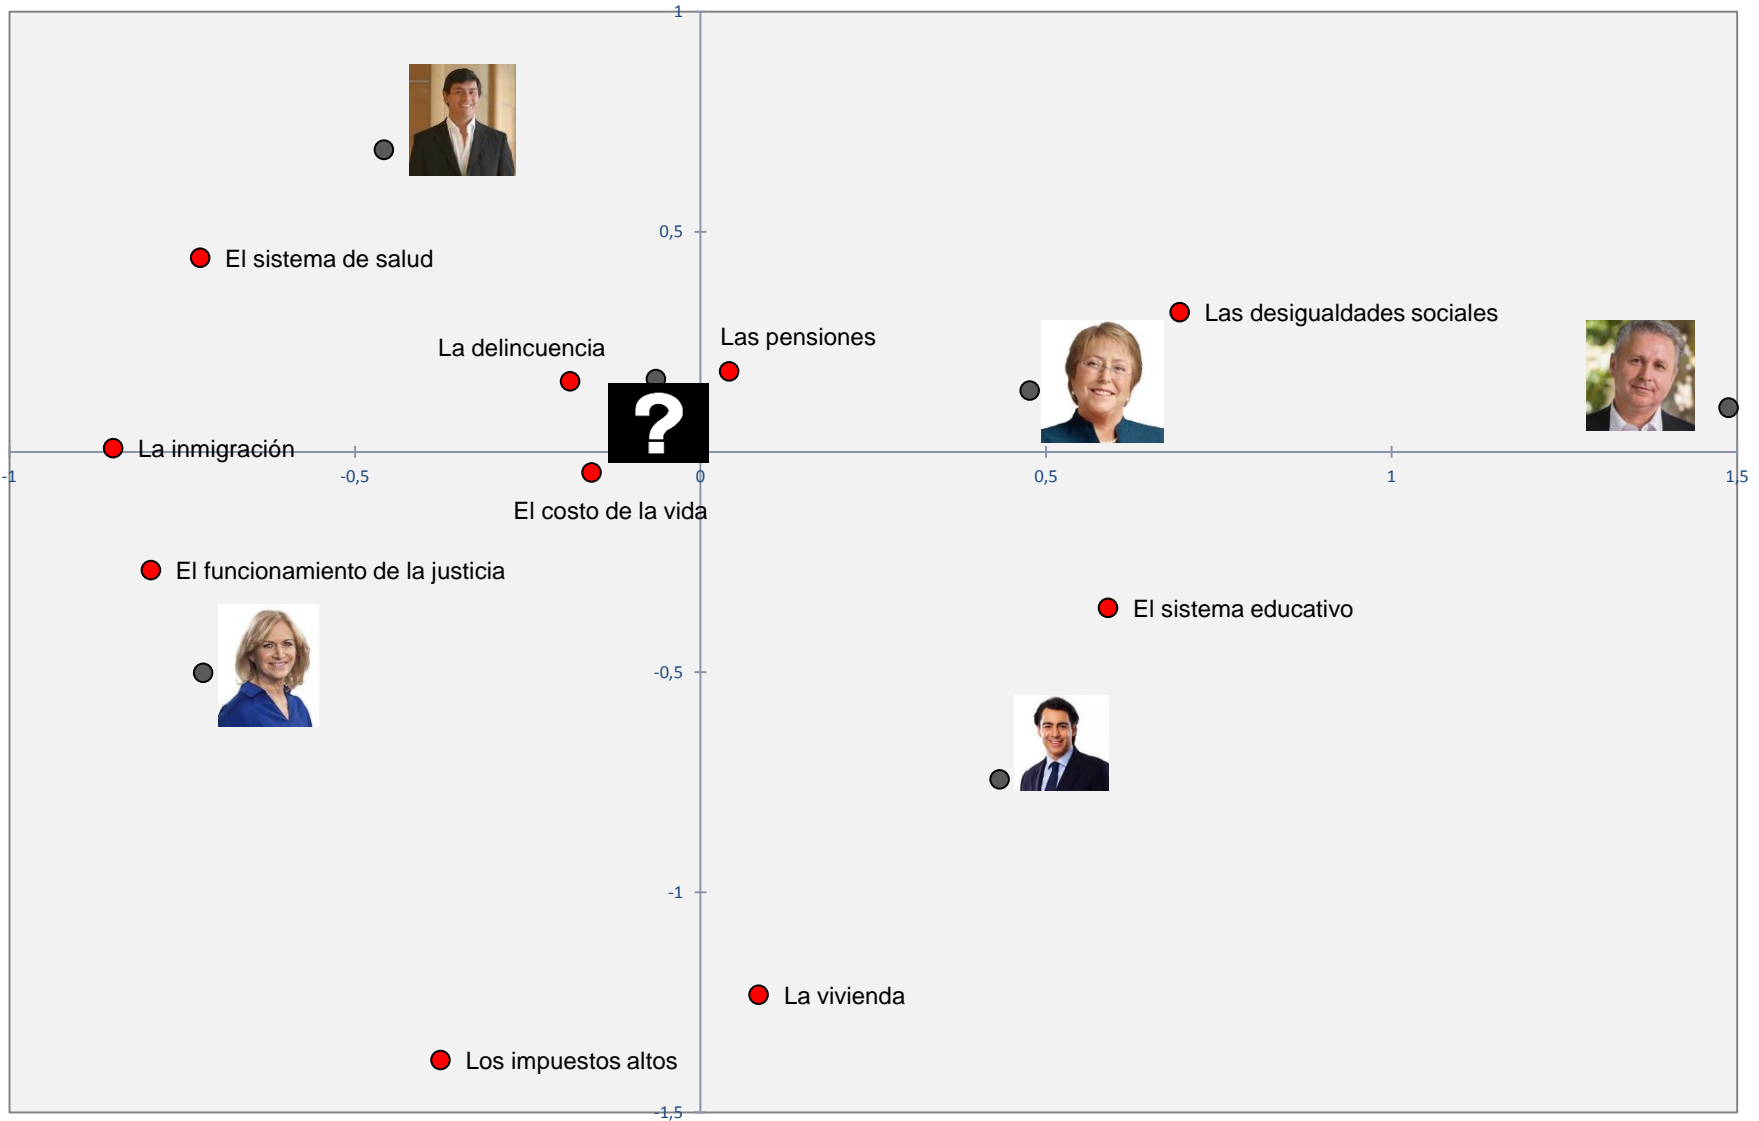 1
0,5
El sistema de salud
Las desigualdades sociales
Las pensiones
La delincuencia
?
La inmigración
-1
-0,5
0
0,5
1
1,5
El costo de la vida
El funcionamiento de la justicia
El sistema educativo
-0,5
-1
La vivienda
Los impuestos altos
-1,5